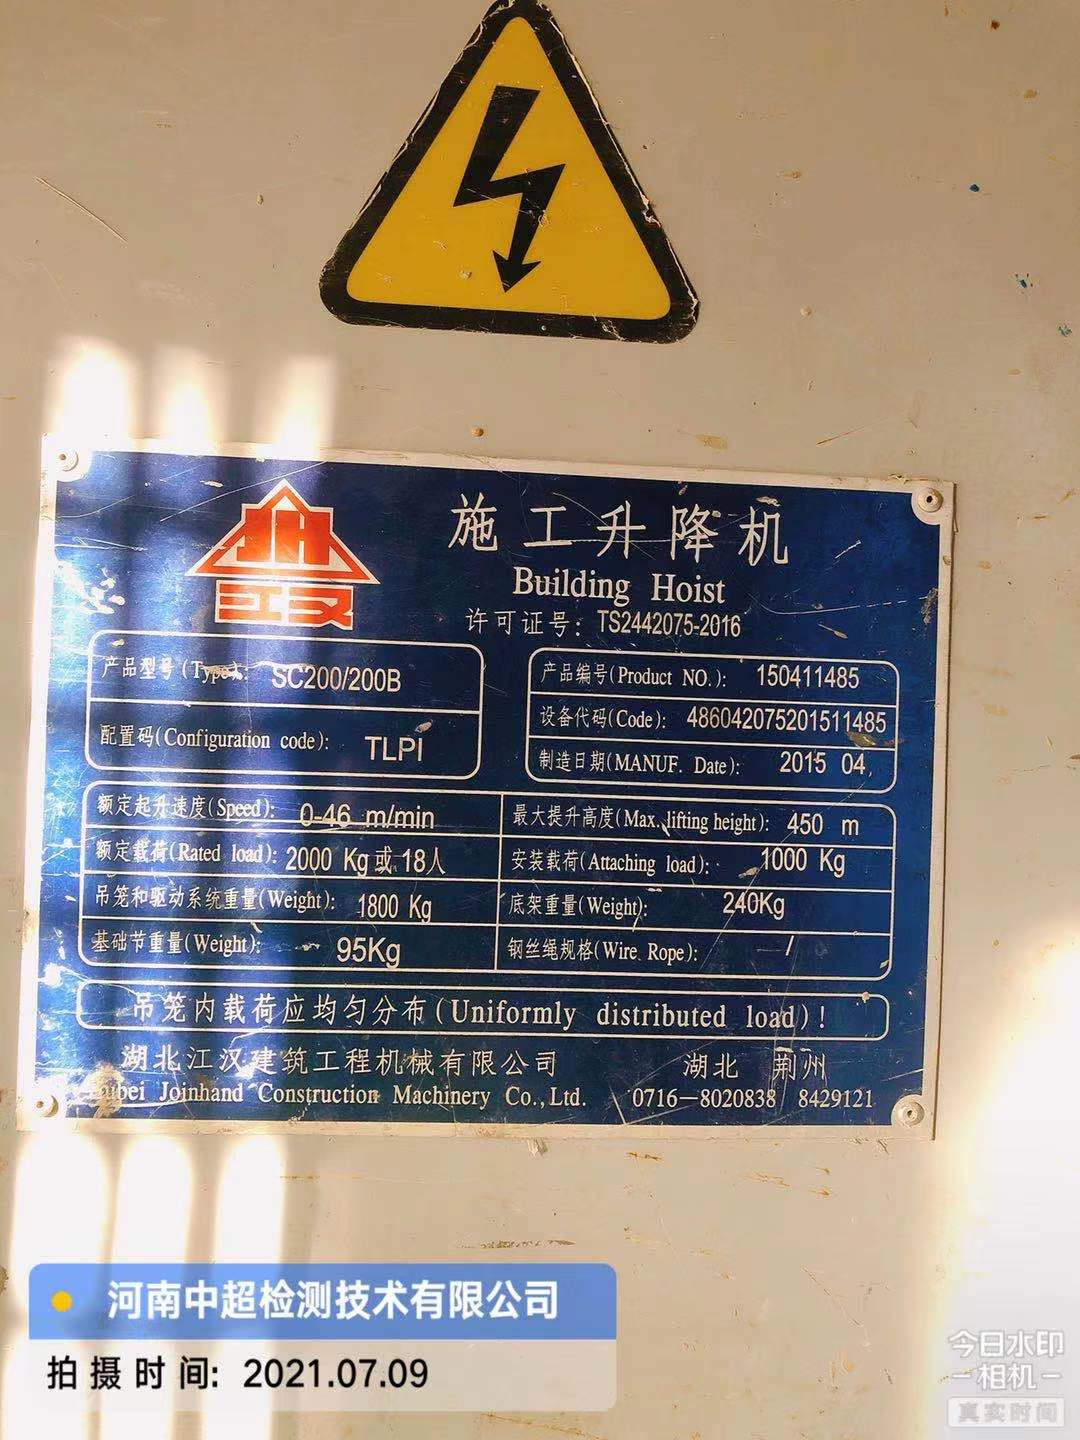 施工升降机
Building Hoist
许可证号: TS2442075-2016
JH
江汉
产品型号(Type): SC200/200B
配置码(Configuration code): TLPI
产品编号(Product NO.): 150411485
设备代码(Code): 486042075201511485
制造日期(MANUF. Date): 2015 04
额定起升速度(Speed): 0-46 m/min
最大提升高度(Max. lifting height): 450 m
额定载荷(Rated load): 2000 Kg或18人
安装载荷(Attaching load): 1000 Kg
吊笼和驱动系统重量(Weight): 1800 Kg
底架重量(Weight): 240Kg
基础节重量(Weight): 95Kg
钢丝绳规格(Wire Rope): /
吊笼内载荷应均匀分布(Uniformly distributed load)!
湖北江汉建筑工程机械有限公司 湖北 荆州
Hubei Joinhand Construction Machinery Co.,Ltd. 0716-8020838 8429121
河南中超检测技术有限公司
拍摄时间: 2021.07.09
今日水印
-相机-
真实时间